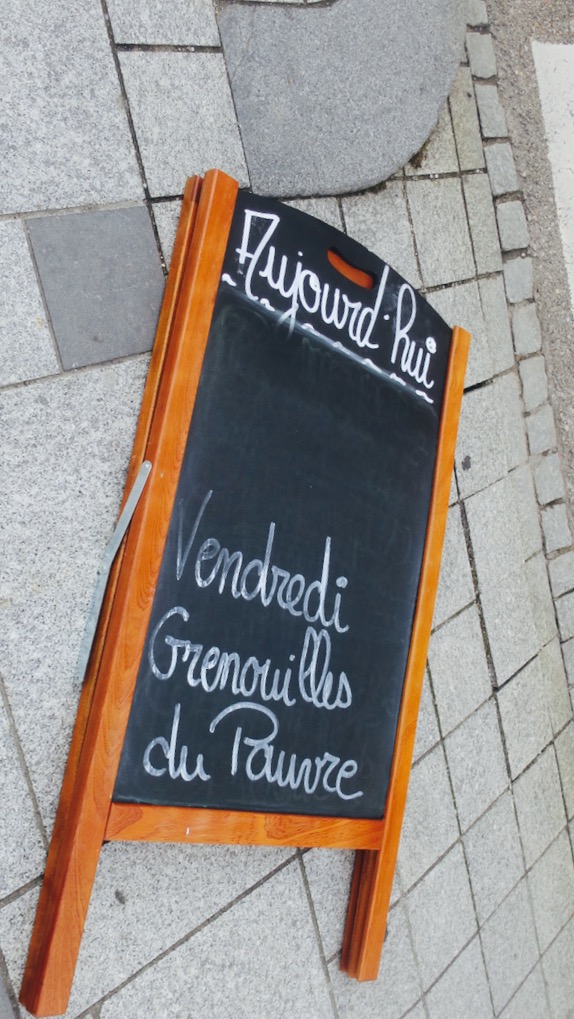 Aujourd'hui
Vendredi
Grenouilles
du Pauvre